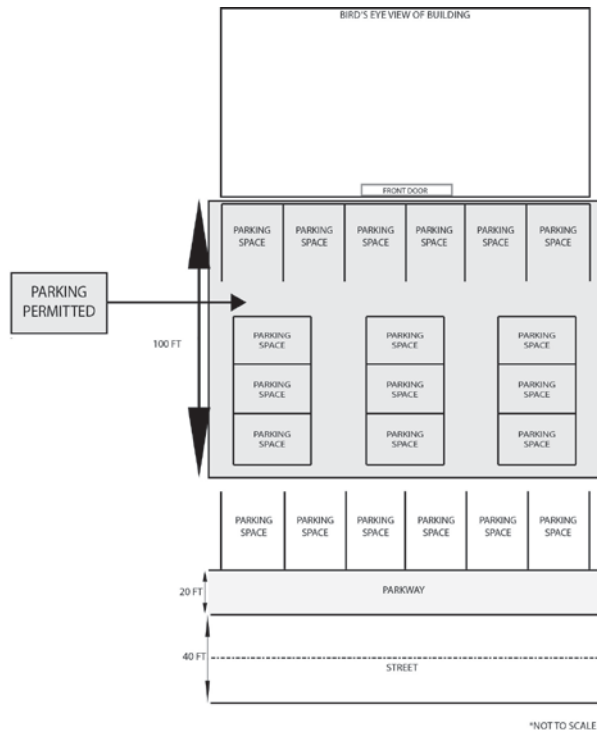 BIRD'S EYE VIEW OF BUILDING
FRONT DOOR
PARKING SPACE PARKING SPACE PARKING SPACE PARKING SPACE PARKING SPACE PARKING SPACE
PARKING
PERMITTED
100 FT
PARKING SPACE PARKING SPACE PARKING SPACE
PARKING SPACE PARKING SPACE PARKING SPACE
PARKING SPACE PARKING SPACE PARKING SPACE
PARKING SPACE PARKING SPACE PARKING SPACE PARKING SPACE PARKING SPACE PARKING SPACE
20 FT
PARKWAY
40 FT
STREET
*NOT TO SCALE